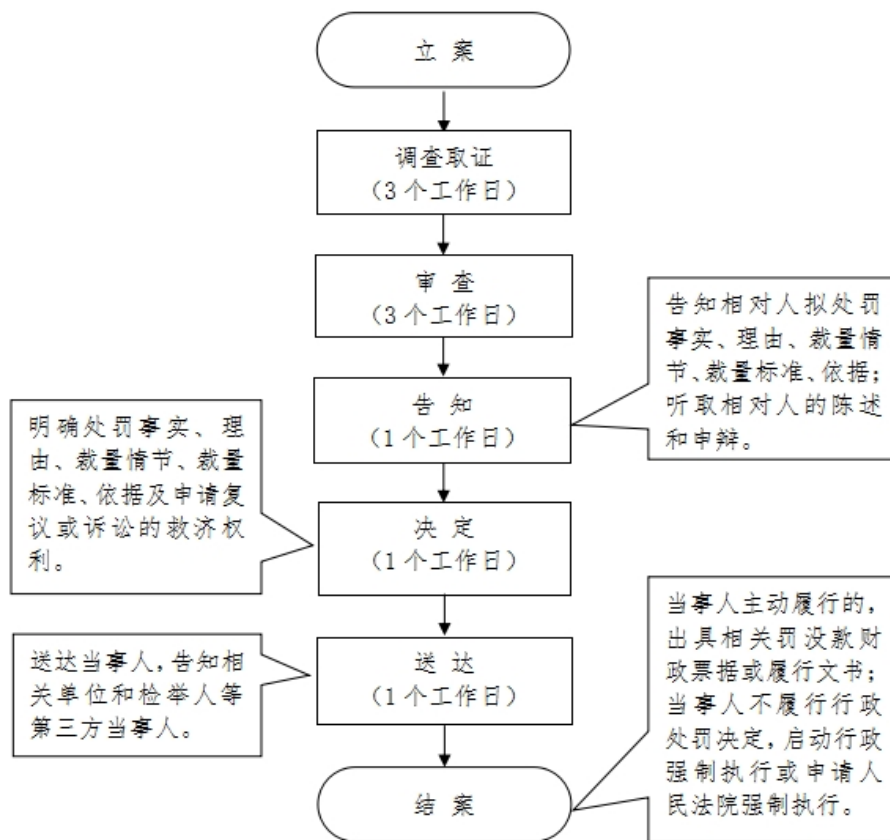 立 案
调查取证
（3 个工作日）
审 查
（3 个工作日）
告知相对人拟处罚
事实、理由、裁量情
节、裁量标准、依据；
听取相对人的陈述
和申辩。
告 知
（1 个工作日）
明确处罚事实、理
由、裁量情节、裁量
标准、依据及申请复
议或诉讼的救济权
利。
决 定
（1 个工作日）
当事人主动履行的，
出具相关罚没款财
政票据或履行文书；
当事人不履行行政
处罚决定，启动行政
强制执行或申请人
民法院强制执行。
送达当事人，告知相
关单位和检举人等
第三方当事人。
送 达
（1 个工作日）
结 案